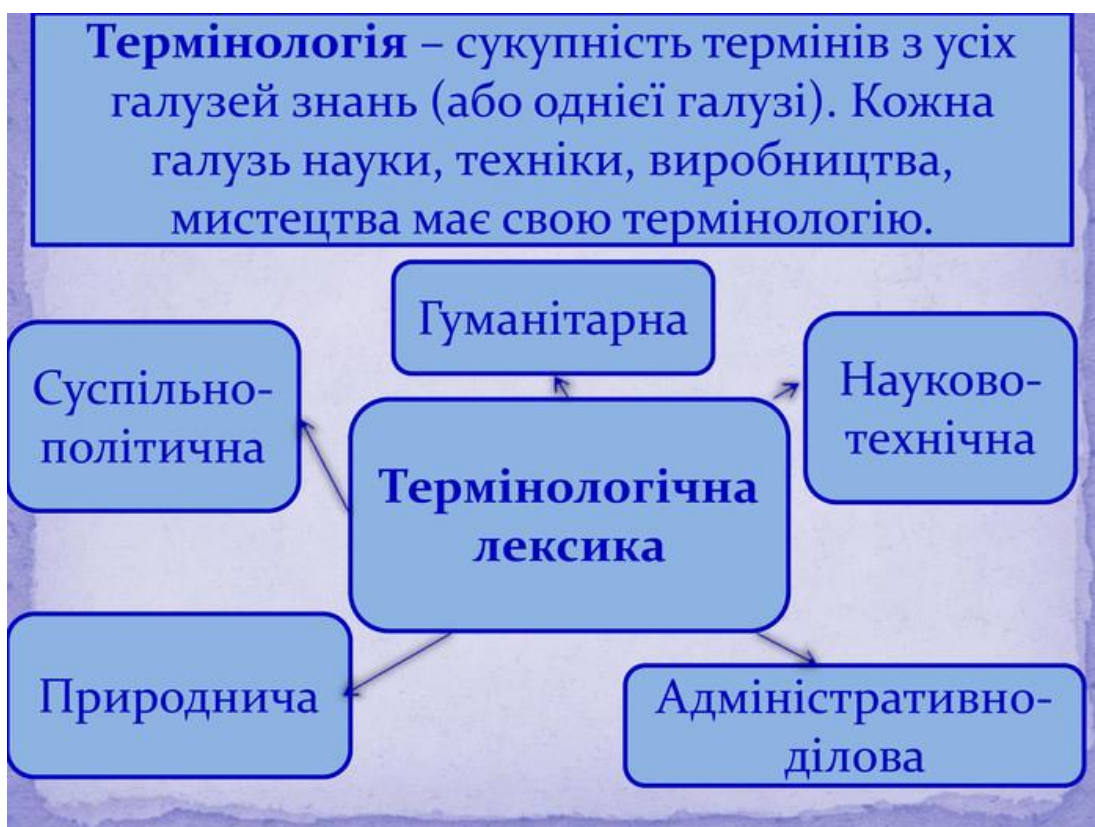 Термінологія – сукупність термінів з усіх
галузей знань (або однієї галузі). Кожна
галузь науки, техніки, виробництва,
мистецтва має свою термінологію.
Гуманітарна
Суспільно-
політична
Науково-
технічна
Термінологічна
лексика
Природнича
Адміністративно-
ділова